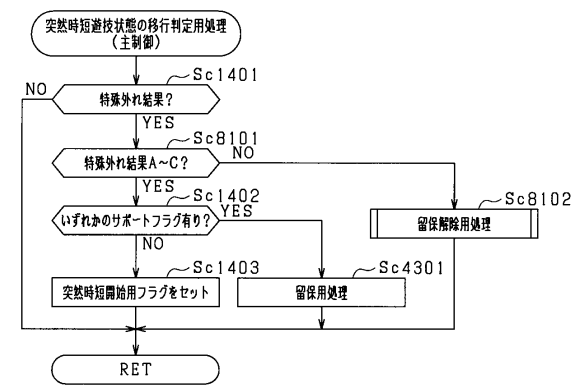 突然時短遊技状態の移行判定用処理
(主制御)
Sc1401
NO
特殊外れ結果?
YES
Sc8101
特殊外れ結果A~C?
NO
YES
Sc1402
いずれかのサポートフラグ有り?
YES
Sc8102
留保解除用処理
NO
Sc1403
突然時短開始用フラグをセット
Sc4301
留保用処理
RET